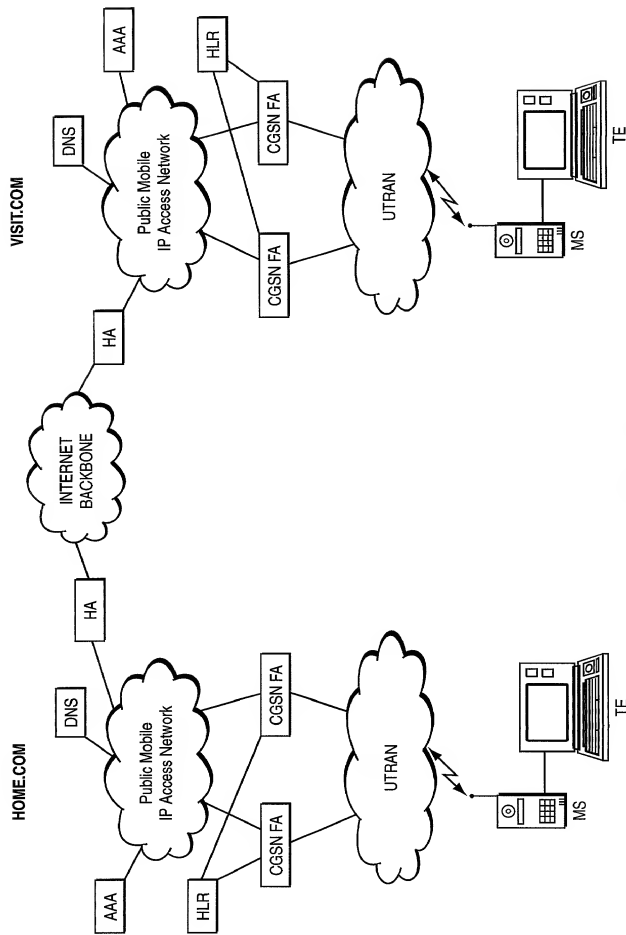 HOME.COM
VISIT.COM
INTERNET
BACKBONE
HA
HA
AAA
DNS
Public Mobile
IP Access Network
HLR
CGSN FA
CGSN FA
UTRAN
MS
TE
DNS
AAA
Public Mobile
IP Access Network
HLR
CGSN FA
CGSN FA
UTRAN
MS
TE